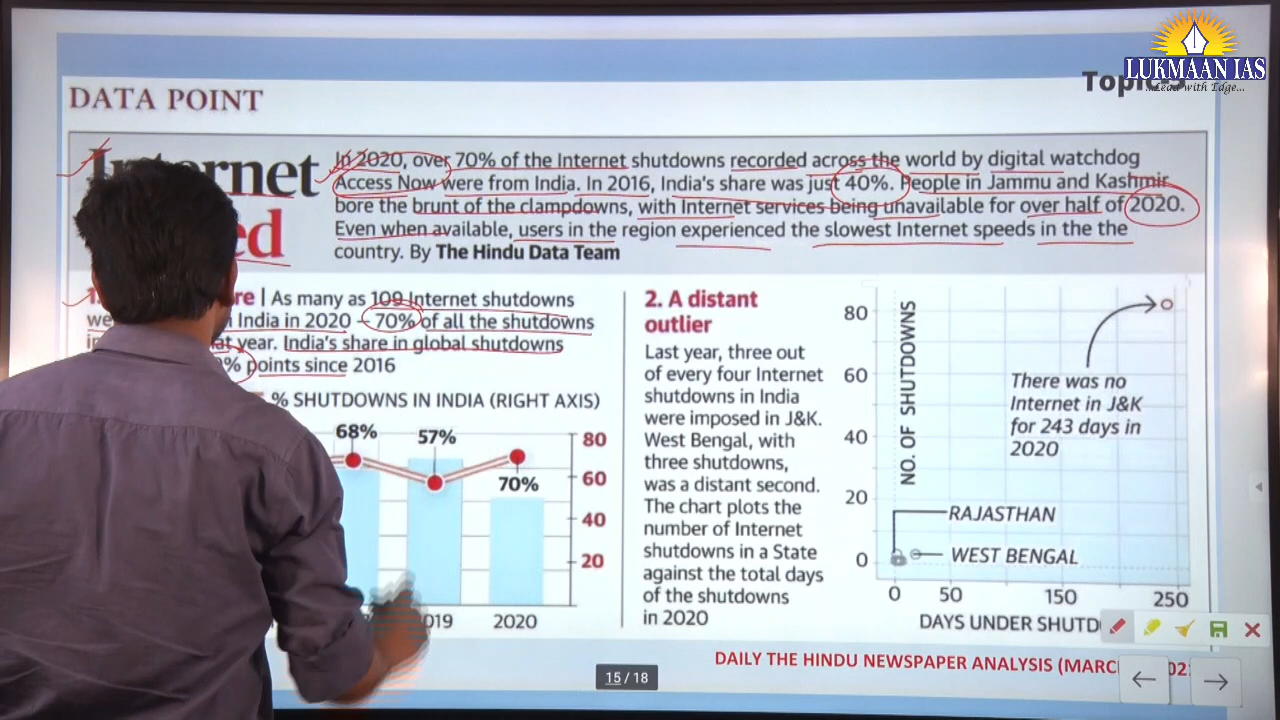 LUKMAAN IAS
...Lead with Edge...
DATA POINT
Internet
In 2020, over 70% of the Internet shutdowns recorded across the world by digital watchdog
Access Now were from India. In 2016, India's share was just 40%. People in Jammu and Kashmir
bore the brunt of the clampdowns, with Internet services being unavailable for over half of 2020.
Even when available, users in the region experienced the slowest Internet speeds in the the
country. By The Hindu Data Team
| As many as 109 Internet shutdowns
India in 2020 – 70% of all the shutdowns
year. India's share in global shutdowns
points since 2016
% SHUTDOWNS IN INDIA (RIGHT AXIS)
68%
57%
70%
80
60
40
20
2020
2. A distant
outlier
Last year, three out
of every four Internet
shutdowns in India
were imposed in J&K.
West Bengal, with
three shutdowns,
was a distant second.
The chart plots the
number of Internet
shutdowns in a State
against the total days
of the shutdowns
in 2020
NO. OF SHUTDOWNS
80
60
40
20
0
There was no
Internet in J&K
for 243 days in
2020
RAJASTHAN
WEST BENGAL
0 50 150 250
DAYS UNDER
DAILY THE HINDU NEWSPAPER ANALYSIS
15 / 18